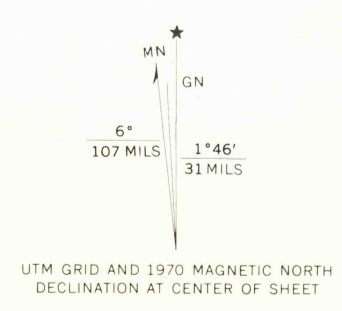 MN
GN
6°
107 MILS
1°46′
31 MILS
UTM GRID AND 1970 MAGNETIC NORTH
DECLINATION AT CENTER OF SHEET